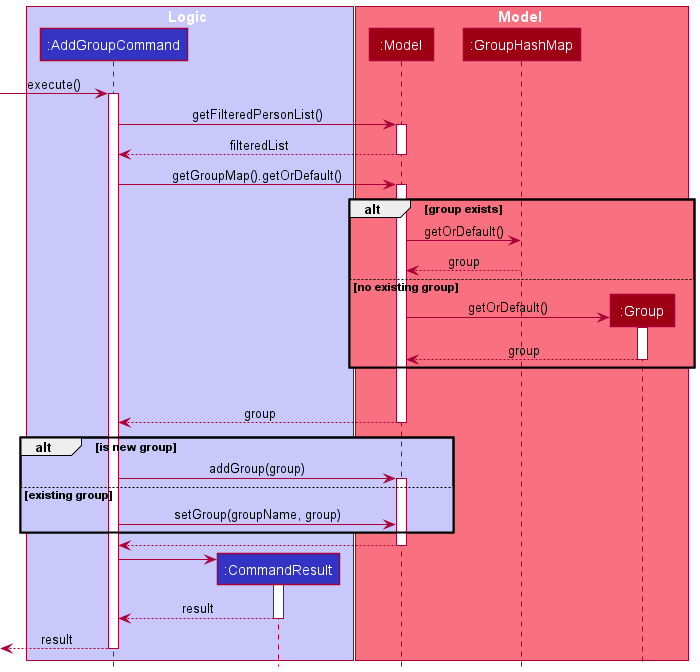 Logic
Model
:AddGroupCommand
:Model
:GroupHashMap
execute()
getFilteredPersonList()
filteredList
getGroupMap().getOrDefault()
alt
[group exists]
getOrDefault()
group
[no existing group]
getOrDefault()
:Group
group
group
alt
[is new group]
addGroup(group)
[existing group]
setGroup(groupName, group)
:CommandResult
result
result